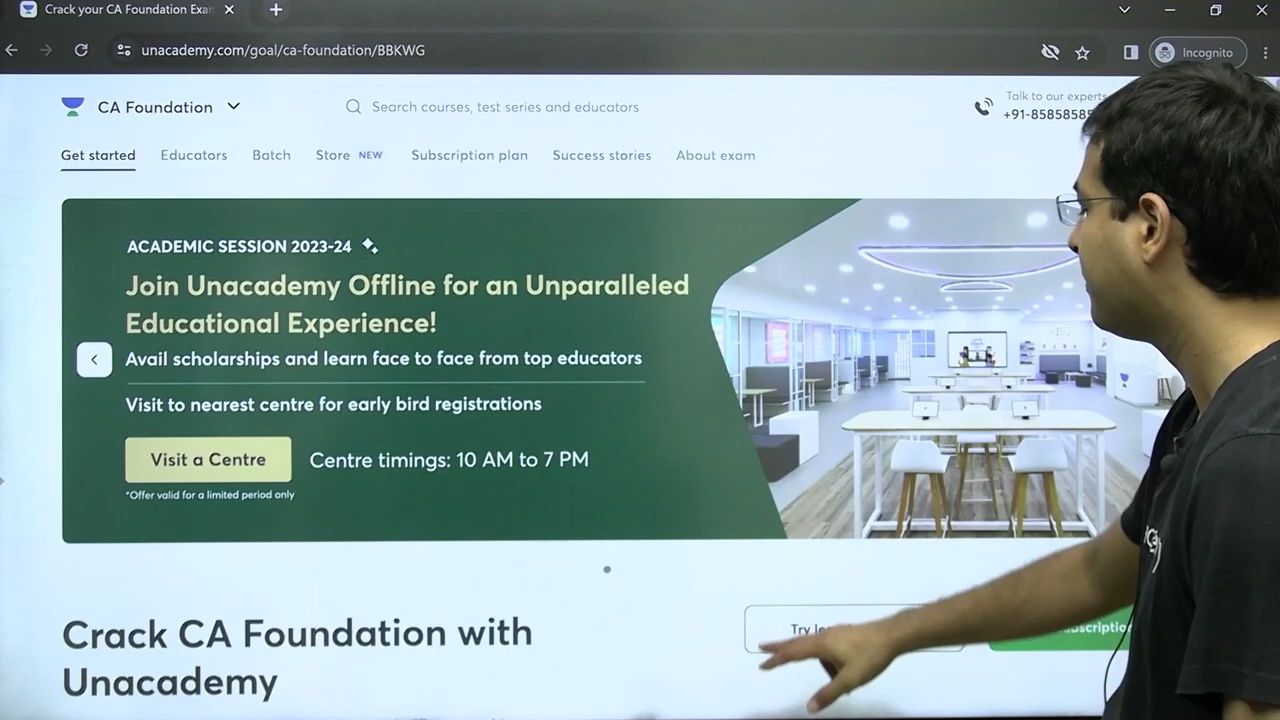 Crack your CA Foundation Exa
unacademy.com/goal/ca-foundation/BBKWG
Incognito
CA Foundation
Search courses, test series and educators
Talk to our experts
+91-8585858
Get started
Educators
Batch
Store NEW
Subscription plan
Success stories
About exam
ACADEMIC SESSION 2023-24
Join Unacademy Offline for an Unparalleled
Educational Experience!
Avail scholarships and learn face to face from top educators
Visit to nearest centre for early bird registrations
Visit a Centre
Centre timings: 10 AM to 7 PM
*Offer valid for a limited period only
Try
Crack CA Foundation with
Unacademy